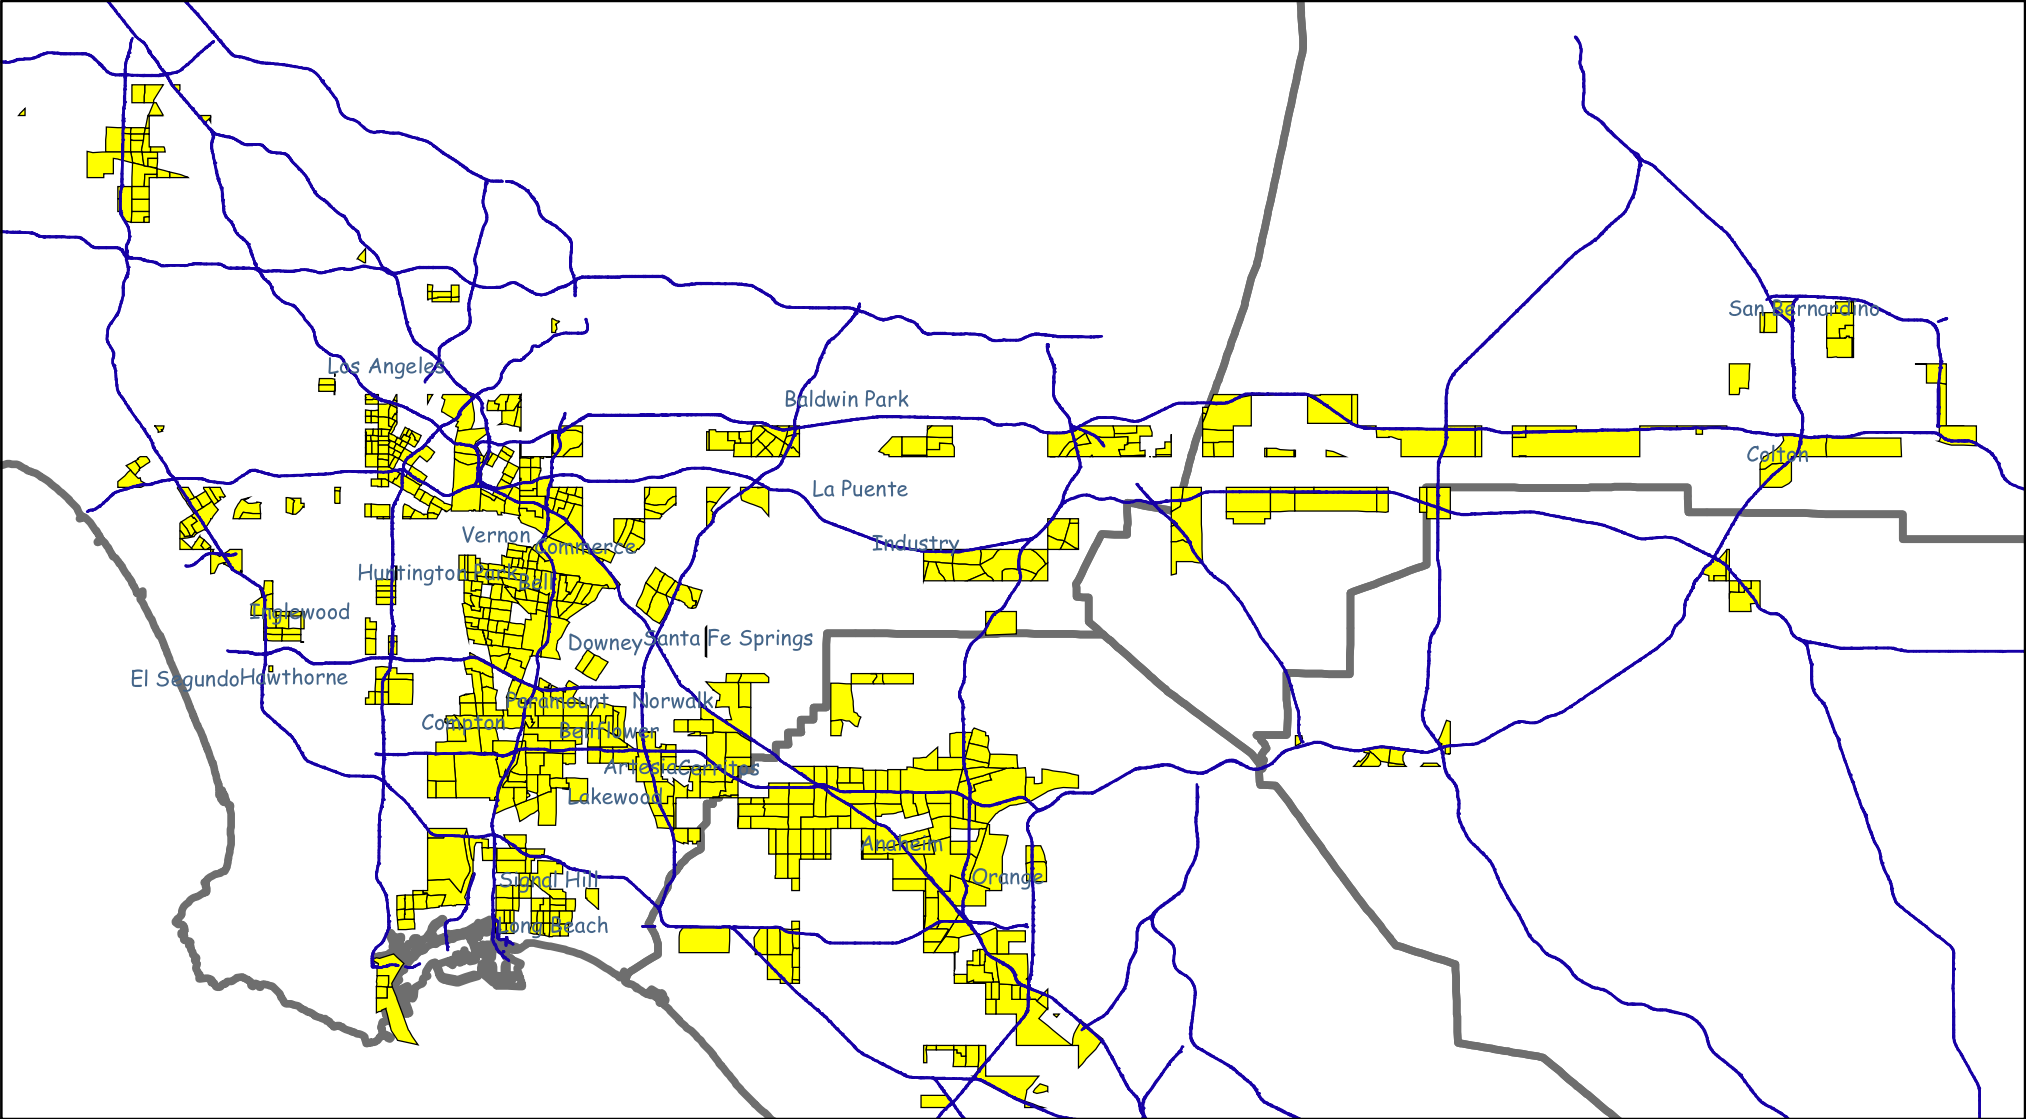 San Bernardino
Los Angeles
Baldwin Park
Colton
La Puente
Vernon
Commerce
Industry
Huntington Park
Bell
Inglewood
Downey
Santa Fe Springs
El Segundo
Hawthorne
Paramount
Norwalk
Compton
Bellflower
Artesia
Cerritos
Lakewood
Anaheim
Signal Hill
Orange
Long Beach